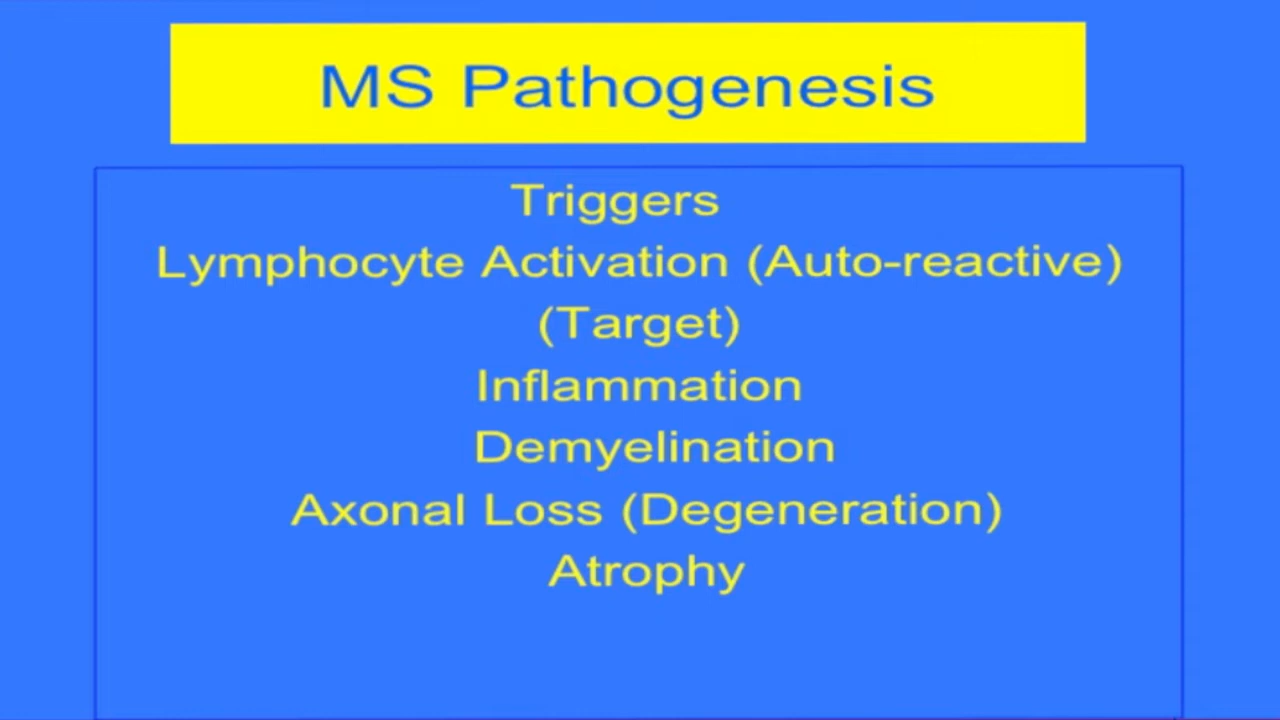 MS Pathogenesis
Triggers
Lymphocyte Activation (Auto-reactive)
(Target)
Inflammation
Demyelination
Axonal Loss (Degeneration)
Atrophy